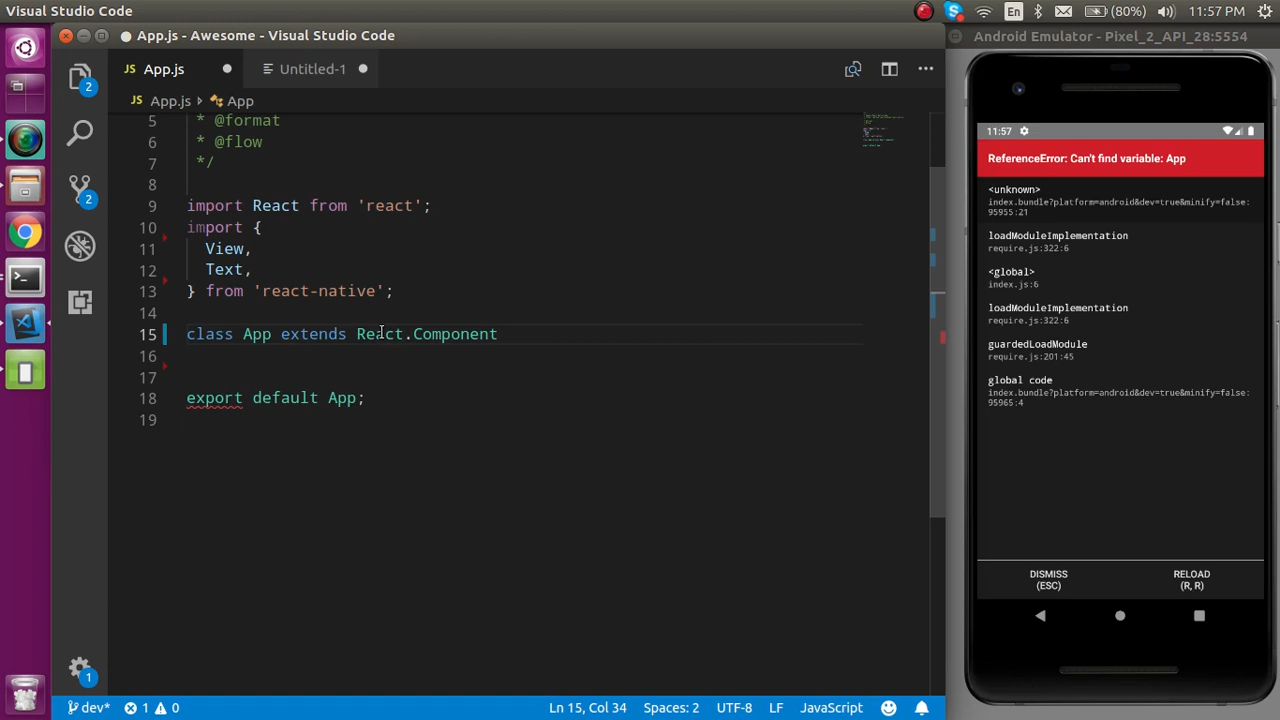 Visual Studio Code
En
(80%)
11:57 PM
App.js - Awesome - Visual Studio Code
Android Emulator - Pixel_2_API_28:5554
2
JS App.js
Untitled-1
JS App.js > App
5 * @format
6 * @flow
7 */
8
9 import React from 'react';
10 import {
11 View,
12 Text,
13 } from 'react-native';
14
15 class App extends React.Component
16
17
18 export default App;
19
2
1
dev*
1
0
Ln 15, Col 34
Spaces: 2
UTF-8
LF
JavaScript
11:57
ReferenceError: Can't find variable: App
<unknown>
index.bundle?platform=android&dev=true&minify=false:
95955:21
loadModuleImplementation
require.js:322:6
<global>
index.js:6
loadModuleImplementation
require.js:322:6
guardedLoadModule
require.js:201:45
global code
index.bundle?platform=android&dev=true&minify=false:
95965:4
DISMISS
(ESC)
RELOAD
(R, R)